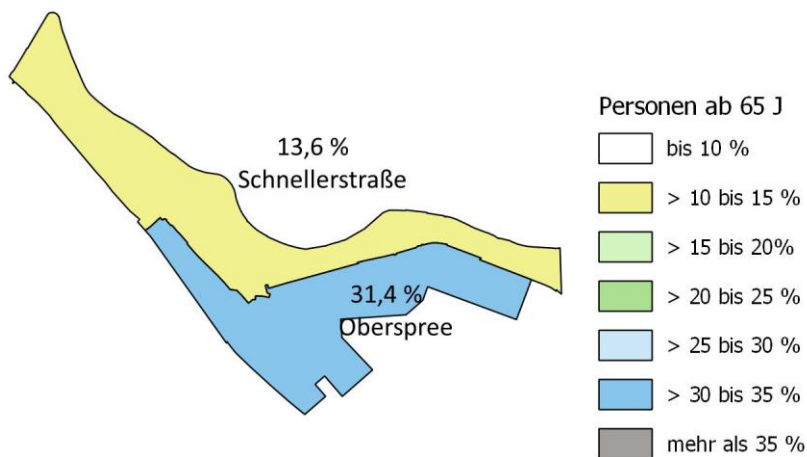 13,6 %
Schnellerstraße
31,4 %
Oberspree
Personen ab 65 J
bis 10 %
> 10 bis 15 %
> 15 bis 20%
> 20 bis 25 %
> 25 bis 30 %
> 30 bis 35 %
mehr als 35 %